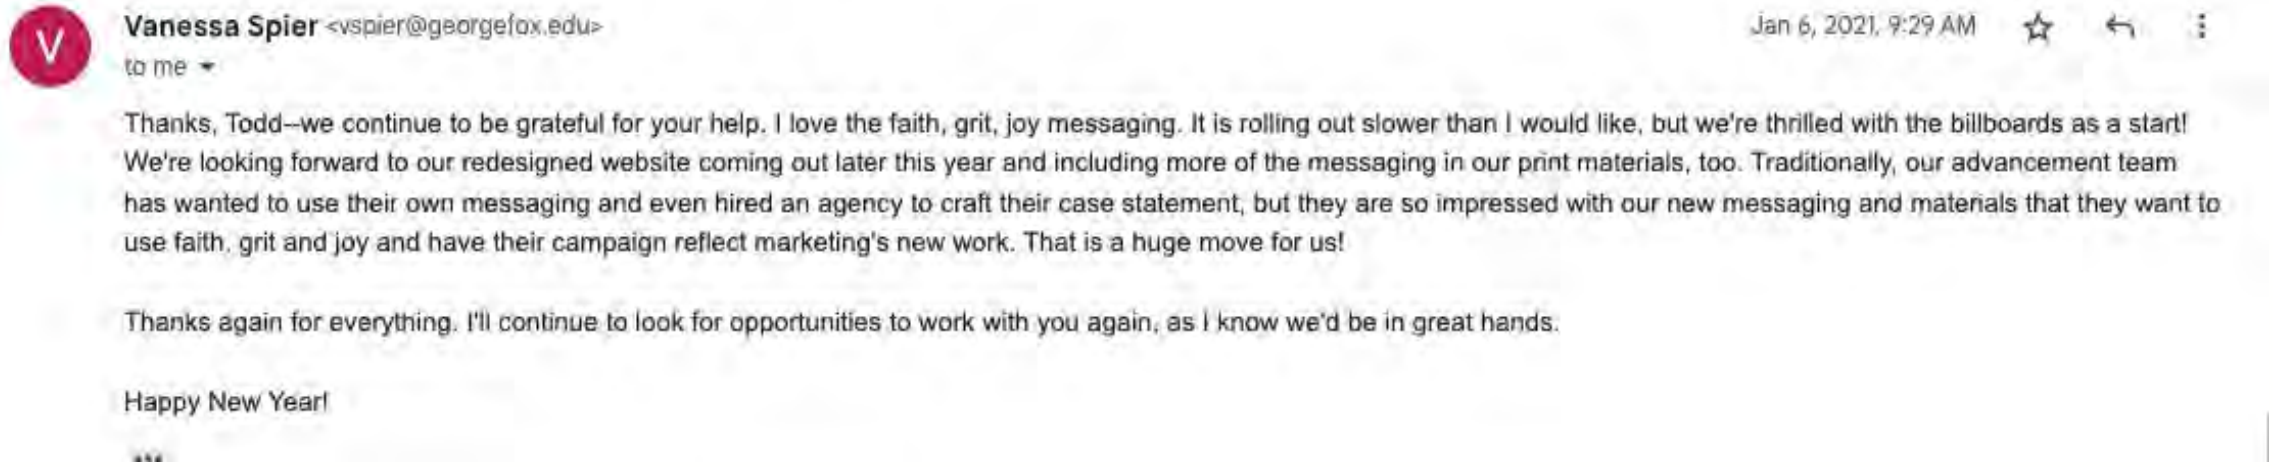 V
Vanessa Spier <vspier@georgefox.edu>
Jan 6, 2021, 9:29 AM
to me
Thanks, Todd--we continue to be grateful for your help. I love the faith, grit, joy messaging. It is rolling out slower than I would like, but we're thrilled with the billboards as a start!
We're looking forward to our redesigned website coming out later this year and including more of the messaging in our print materials, too. Traditionally, our advancement team
has wanted to use their own messaging and even hired an agency to craft their case statement, but they are so impressed with our new messaging and materials that they want to
use faith, grit and joy and have their campaign reflect marketing's new work. That is a huge move for us!
Thanks again for everything. I'll continue to look for opportunities to work with you again, as I know we'd be in great hands.
Happy New Year!